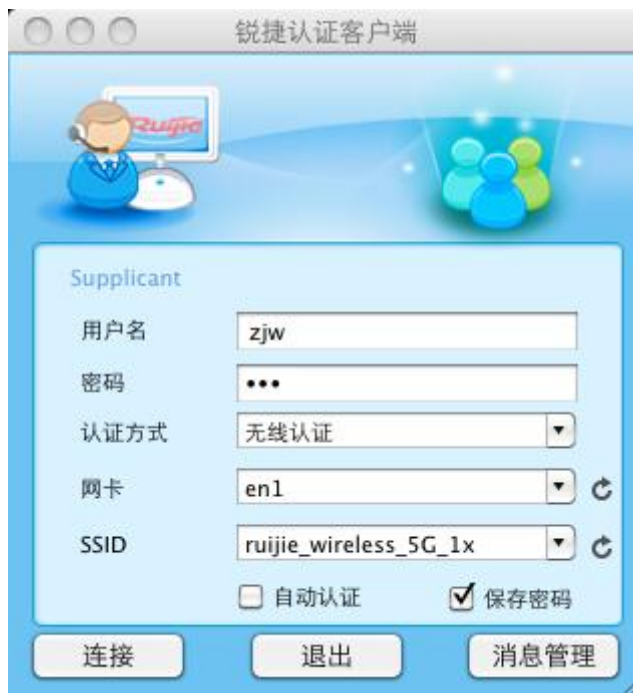 锐捷认证客户端
Ruijie
Supplicant
用户名 zjw
密码 •••
认证方式 无线认证
网卡 en1
SSID ruijie_wireless_5G_1x
自动认证 保存密码
连接 退出 消息管理